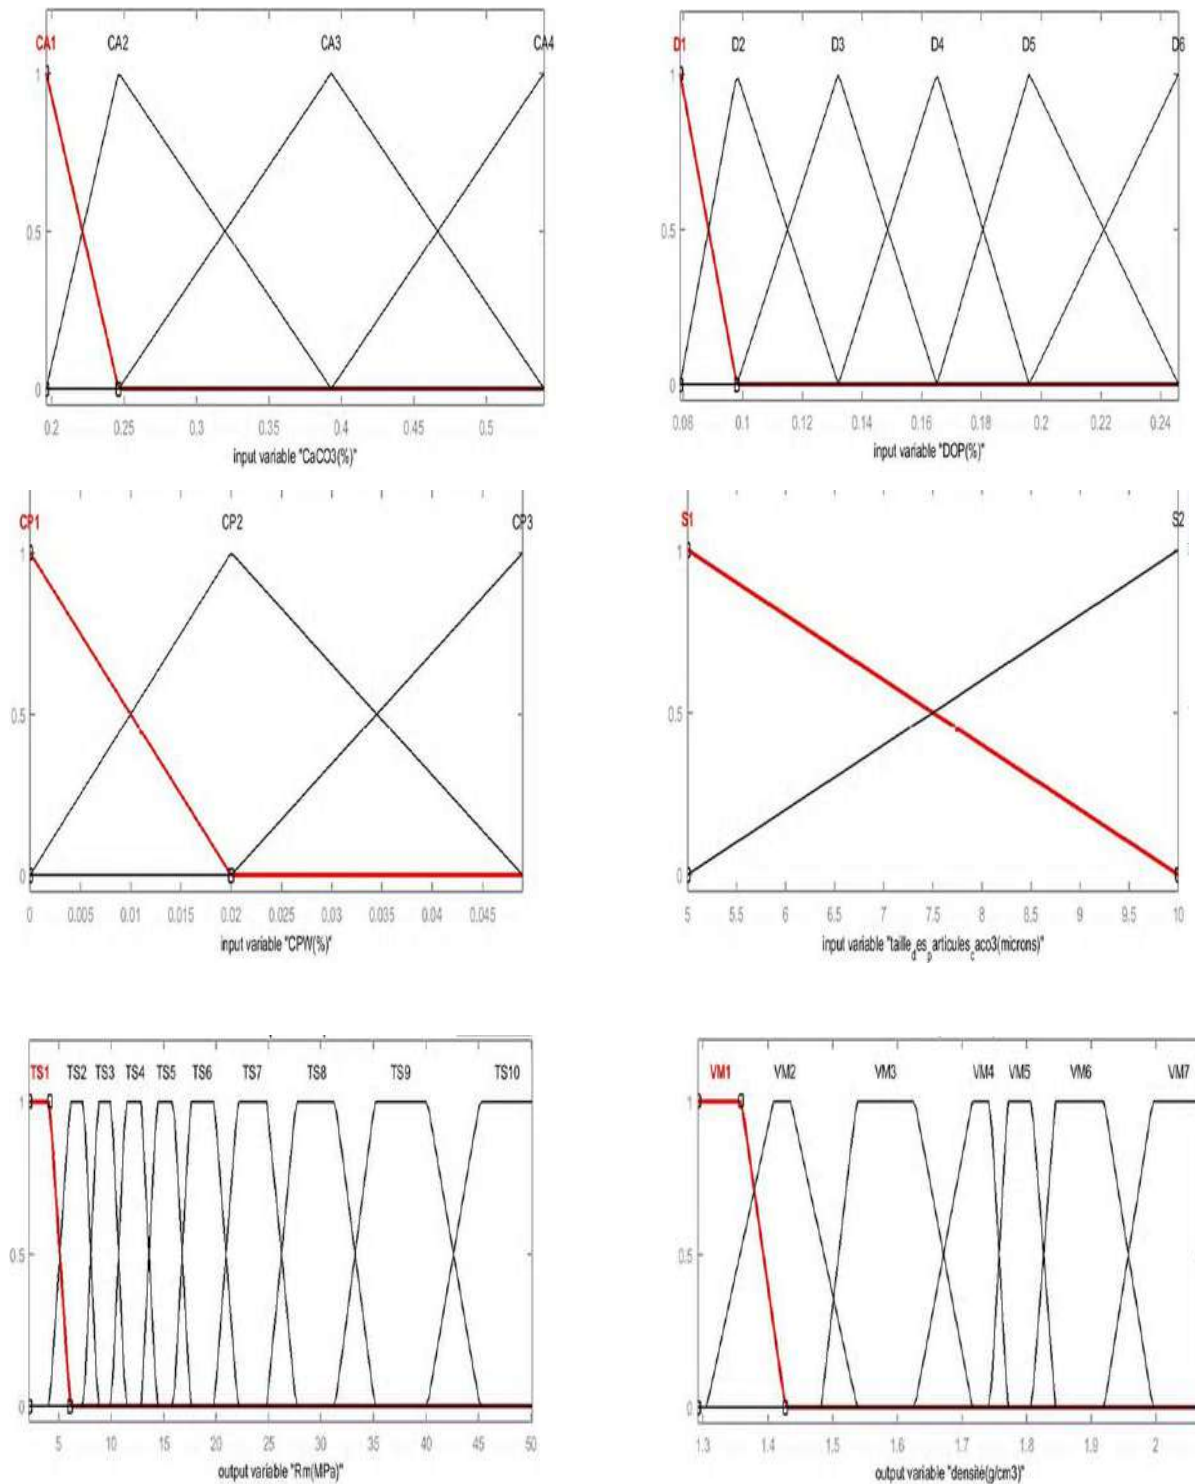 CA1 CA2 CA3 CA4
1
0.5
0
0.2 0.25 0.3 0.35 0.4 0.45 0.5
input variable "CaCO3(%)"
D1 D2 D3 D4 D5 D6
1
0.5
0
0.08 0.1 0.12 0.14 0.16 0.18 0.2 0.22 0.24
input variable "DOP(%)"
CP1 CP2 CP3
1
0.5
0
0 0.005 0.01 0.015 0.02 0.025 0.03 0.035 0.04 0.045
input variable "CPW(%)"
S1 S2
1
0.5
0
5 5.5 6 6.5 7 7.5 8 8.5 9 9.5 10
input variable "taille_des_particules_caco3(microns)"
TS1 TS2 TS3 TS4 TS5 TS6 TS7 TS8 TS9 TS10
1
0.5
0
5 10 15 20 25 30 35 40 45 50
output variable "Rm(MPa)"
VM1 VM2 VM3 VM4 VM5 VM6 VM7
1
0.5
0
1.3 1.4 1.5 1.6 1.7 1.8 1.9 2
output variable "densité(g/cm3)"